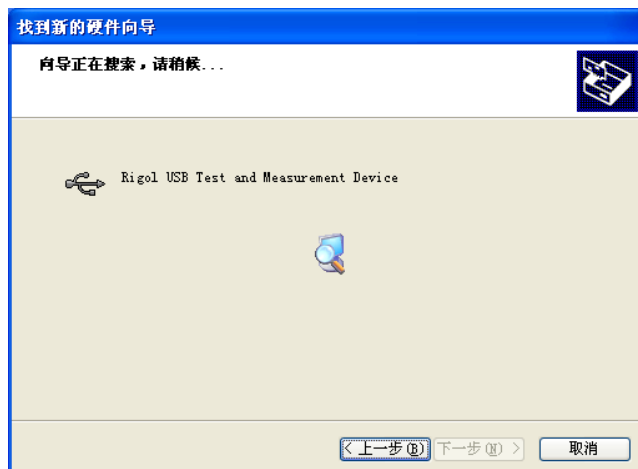 找到新的硬件向导
向导正在搜索，请稍候...
Rigol USB Test and Measurement Device
< 上一步(B) 下一步(N) > 取消